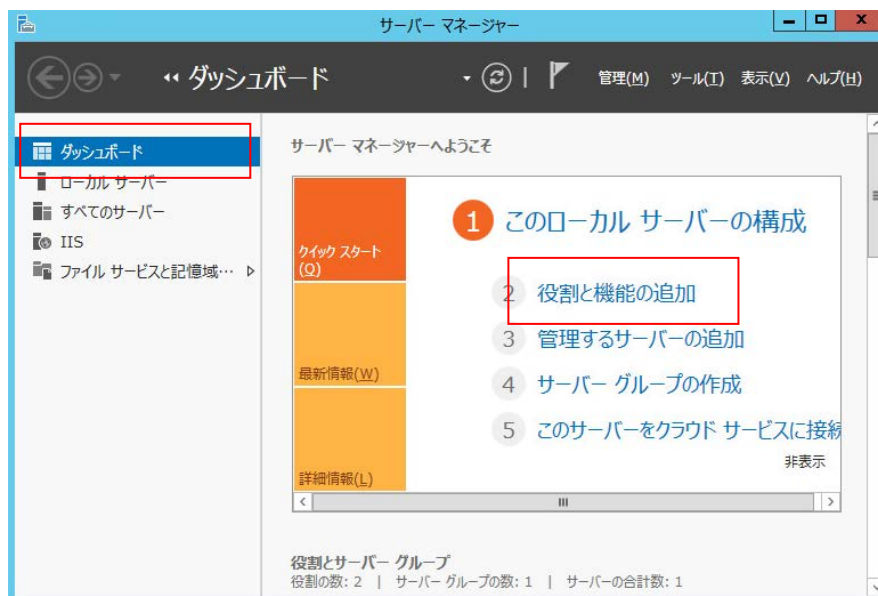 サーバー マネージャー
‹‹ ダッシュボード
管理(M) ツール(T) 表示(V) ヘルプ(H)
ダッシュボード
ローカル サーバー
すべてのサーバー
IIS
ファイル サービスと記憶域…
サーバー マネージャーへようこそ
クイック スタート
(Q)
最新情報(W)
詳細情報(L)
1 このローカル サーバーの構成
2 役割と機能の追加
3 管理するサーバーの追加
4 サーバー グループの作成
5 このサーバーをクラウド サービスに接続
非表示
役割とサーバー グループ
役割の数: 2 | サーバー グループの数: 1 | サーバーの合計数: 1